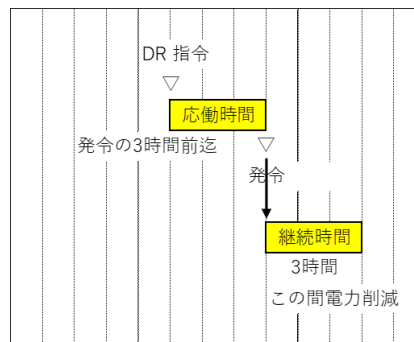 DR 指令
▽
応働時間
発令の3時間前迄
▽
発令
継続時間
3時間
この間電力削減